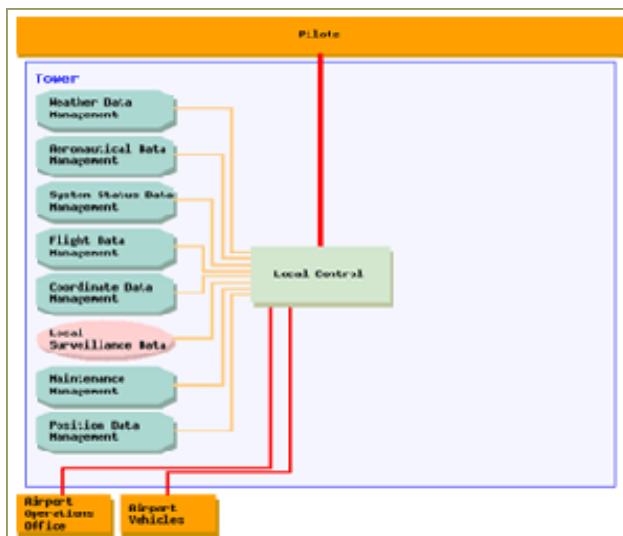 Pilots
Tower
Weather Data
Management
Aeronautical Data
Management
System Status Data
Management
Flight Data
Management
Coordinate Data
Management
Local Control
Local
Surveillance Data
Maintenance
Management
Position Data
Management
Airport
Operations
Office
Airport
Vehicles